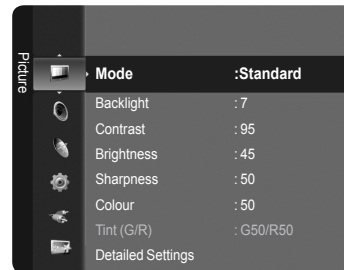 Picture
Mode :Standard
Backlight : 7
Contrast : 95
Brightness : 45
Sharpness : 50
Colour : 50
Tint (G/R) : G50/R50
Detailed Settings